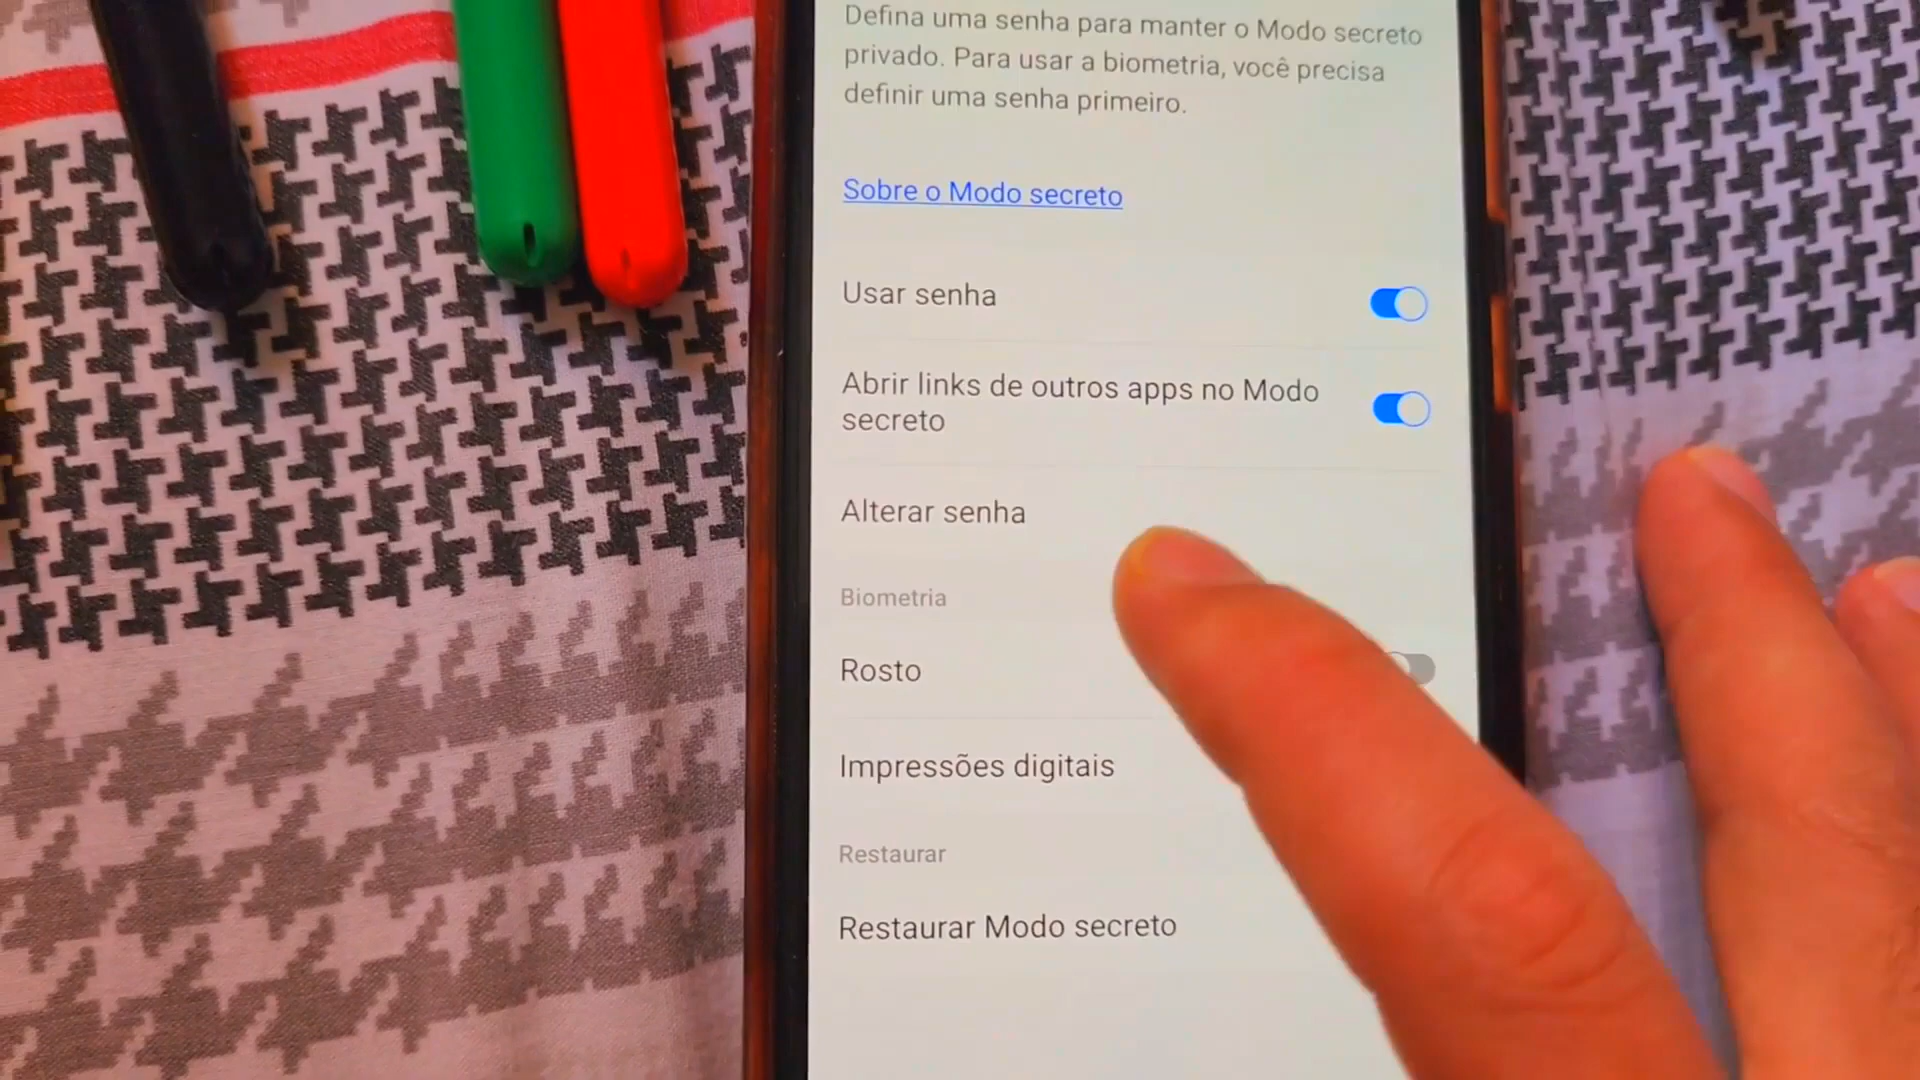 Defina uma senha para manter o Modo secreto
privado. Para usar a biometria, você precisa
definir uma senha primeiro.
Sobre o Modo secreto
Usar senha
Abrir links de outros apps no Modo
secreto
Alterar senha
Biometria
Rosto
Impressões digitais
Restaurar
Restaurar Modo secreto